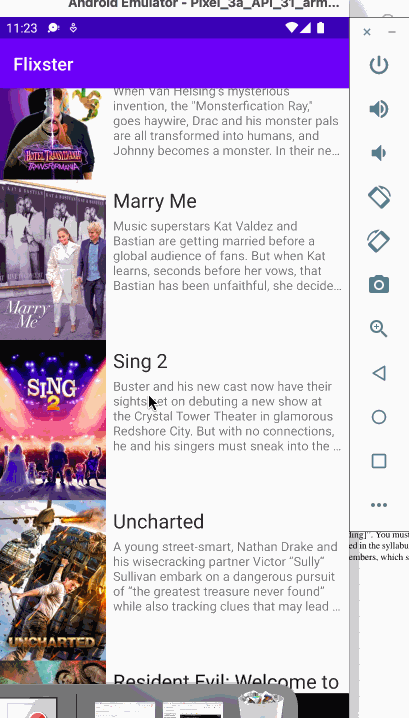 Android Emulator - Pixel_3a_API_31_arm...
11:23
Flixster
When Van Helsing's mysterious
invention, the "Monsterfication Ray,"
goes haywire, Drac and his monster pals
are all transformed into humans, and
Johnny becomes a monster. In their ne...
HOTEL TRANSYLVANIA
TRANSFORMANIA
Marry Me
Music superstars Kat Valdez and
Bastian are getting married before a
global audience of fans. But when Kat
learns, seconds before her vows, that
Bastian has been unfaithful, she decide...
Marry
Me
Sing 2
Buster and his new cast now have their
sights set on debuting a new show at
the Crystal Tower Theater in glamorous
Redshore City. But with no connections,
he and his singers must sneak into the ...
SING
2
Uncharted
A young street-smart, Nathan Drake and
his wisecracking partner Victor “Sully”
Sullivan embark on a dangerous pursuit
of “the greatest treasure never found”
while also tracking clues that may lead ...
UNCHARTED
Resident Evil: Welcome to
ling]". You mus
ed in the syllabu
embers, which s